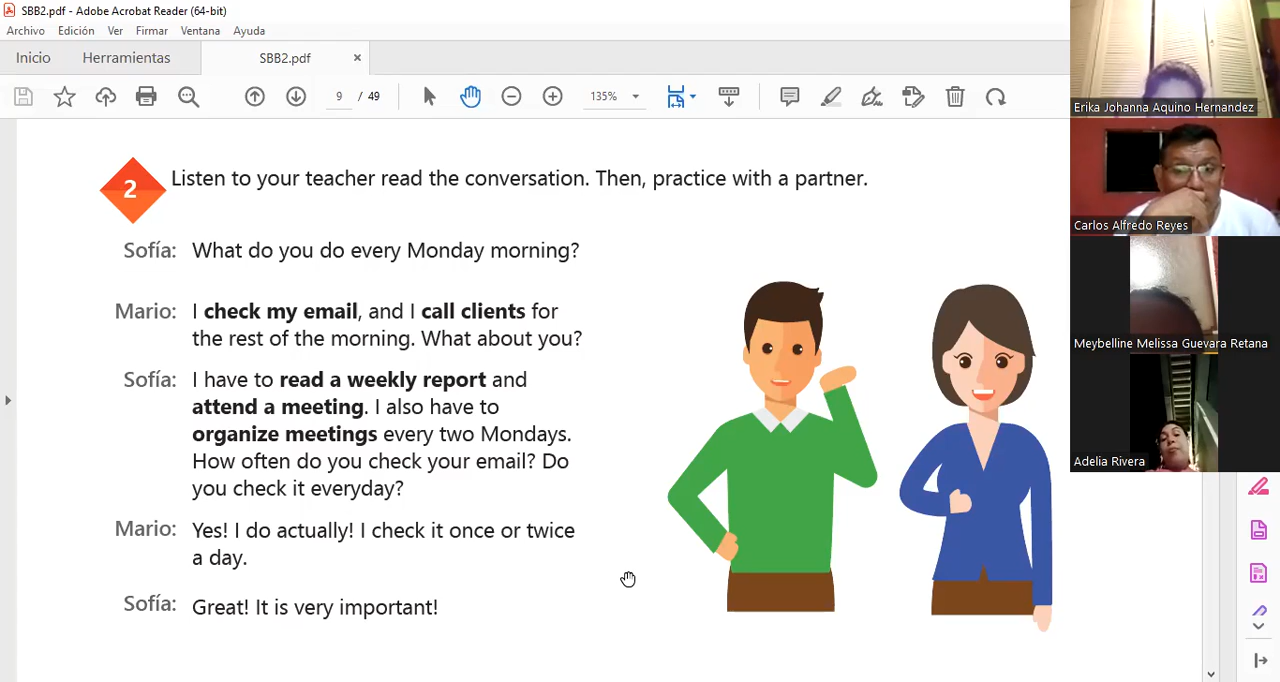 SBB2.pdf - Adobe Acrobat Reader (64-bit)
Archivo Edición Ver Firmar Ventana Ayuda
Inicio Herramientas SBB2.pdf ×
9 / 49 135%
2 Listen to your teacher read the conversation. Then, practice with a partner.
Sofía: What do you do every Monday morning?
Mario: I check my email, and I call clients for
the rest of the morning. What about you?
Sofía: I have to read a weekly report and
attend a meeting. I also have to
organize meetings every two Mondays.
How often do you check your email? Do
you check it everyday?
Mario: Yes! I do actually! I check it once or twice
a day.
Sofía: Great! It is very important!
Erika Johanna Aquino Hernandez
Carlos Alfredo Reyes
Meybelline Melissa Guevara Retana
Adelia Rivera